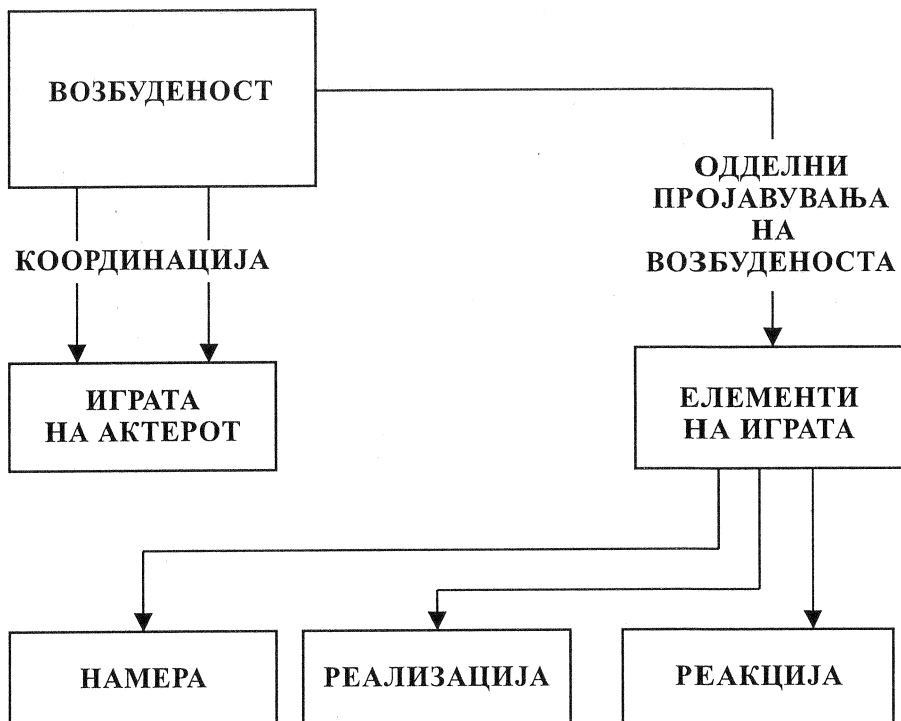 ВОЗБУДЕНОСТ
КООРДИНАЦИЈА
ИГРАТА
НА АКТЕРОТ
ОДДЕЛНИ
ПРОЈАВУВАЊА
НА
ВОЗБУДЕНОСТА
ЕЛЕМЕНТИ
НА ИГРАТА
НАМЕРА
РЕАЛИЗАЦИЈА
РЕАКЦИЈА